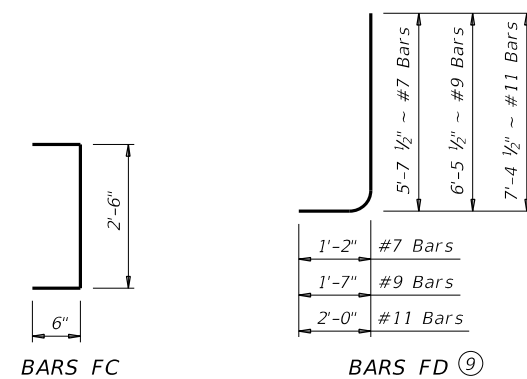 5'-7 ½" ~ #7 Bars
6'-5 ½" ~ #9 Bars
7'-4 ½" ~ #11 Bars
2'-6"
6"
1'-2" #7 Bars
1'-7" #9 Bars
2'-0" #11 Bars
BARS FC
BARS FD 9